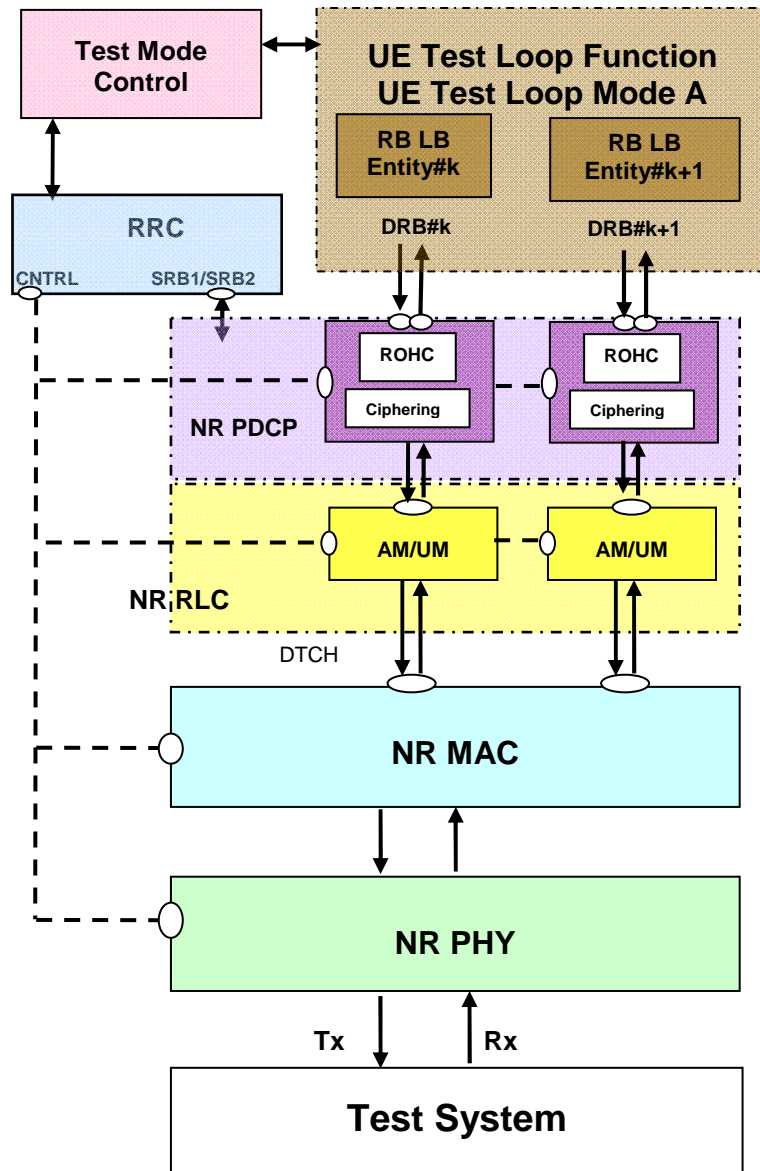 Test Mode
Control
UE Test Loop Function
UE Test Loop Mode A
RB LB
Entity#k
RB LB
Entity#k+1
RRC
CNTRL
SRB1/SRB2
DRB#k
DRB#k+1
ROHC
Ciphering
ROHC
Ciphering
NR PDCP
AM/UM
AM/UM
NR RLC
DTCH
NR MAC
NR PHY
Tx
Rx
Test System